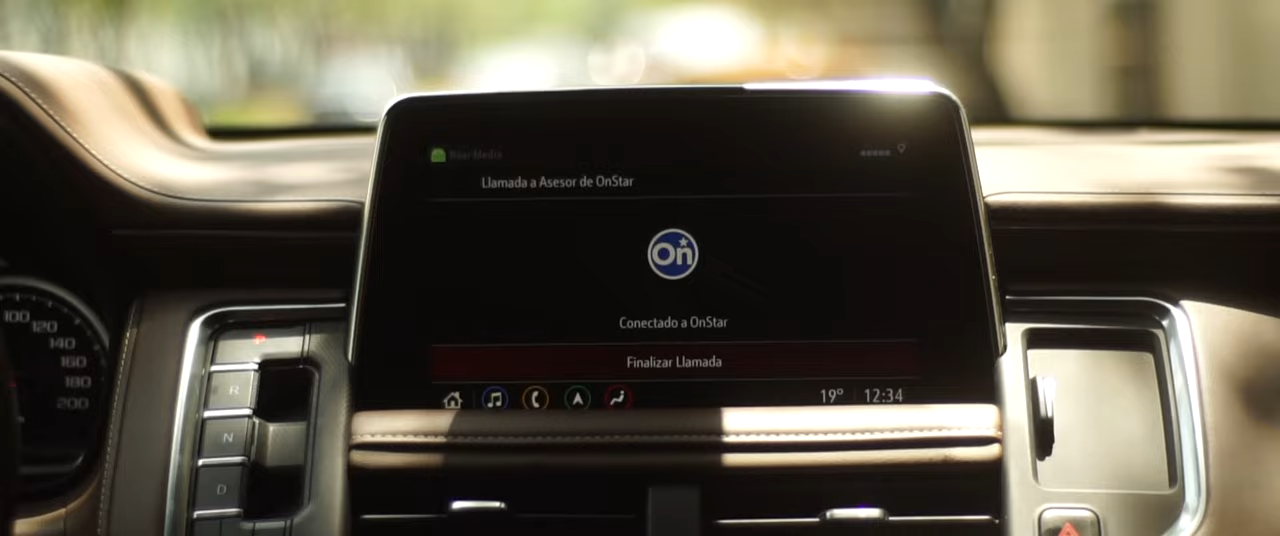 Llamada a Asesor de OnStar
On
Conectado a OnStar
Finalizar Llamada
19° 12:34
100
120
140
160
180
200
P
R
N
D